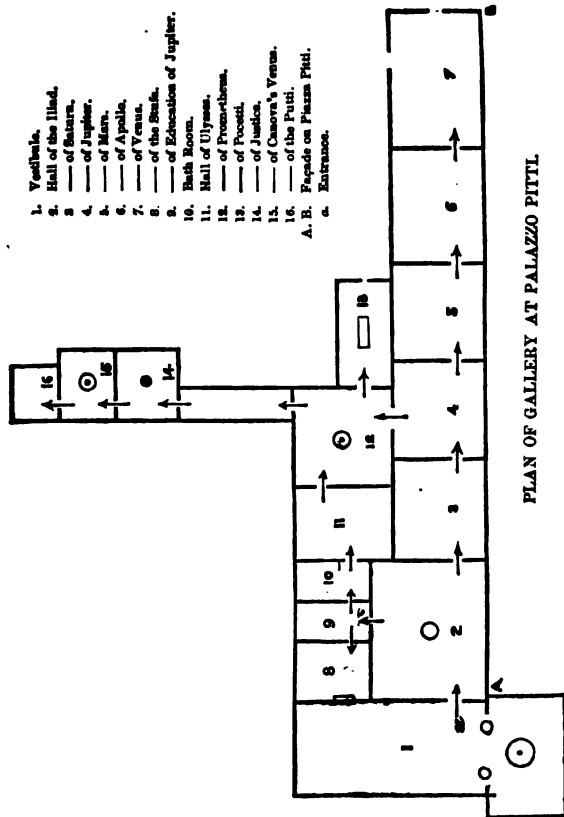 1. Vestibule.
2. Hall of the Iliad.
3 —— of Saturn.
4. —— of Jupiter.
5. —— of Mars.
6. —— of Apollo.
7. —— of Venus.
8. —— of the Stufa.
9. —— of Education of Jupiter.
10. Bath Room.
11. Hall of Ulysses.
12. —— of Prometheus.
13. —— of Pocetti.
14. —— of Justice.
15. —— of Canova's Venus.
16. —— of the Putti.
A. B. Façade on Piazza Pitti.
a. Entrance.
16
15
14
13
12
11
10
9
8
7
6
5
4
3
2
1
A
B
PLAN OF GALLERY AT PALAZZO PITTI.